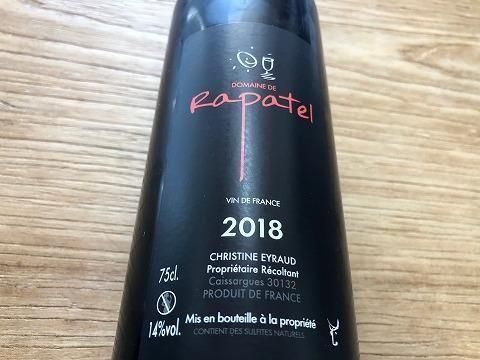 DOMAINE DE
Rapatel
VIN DE FRANCE
2018
CHRISTINE EYRAUD
Propriétaire Récoltant
Caissargues 30132
PRODUIT DE FRANCE
75cl.
14%vol.
Mis en bouteille à la propriété
CONTIENT DES SULFITES NATURELS